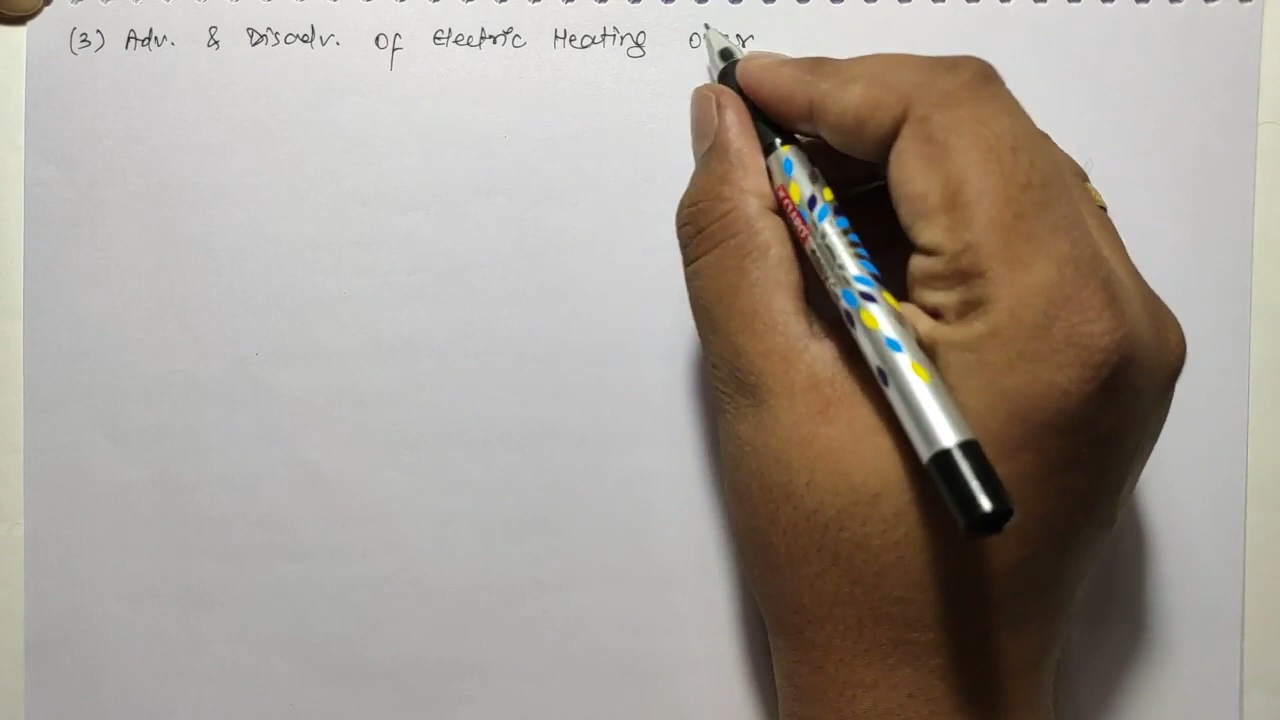 (3) Adv. & Disadv. of Electric Heating